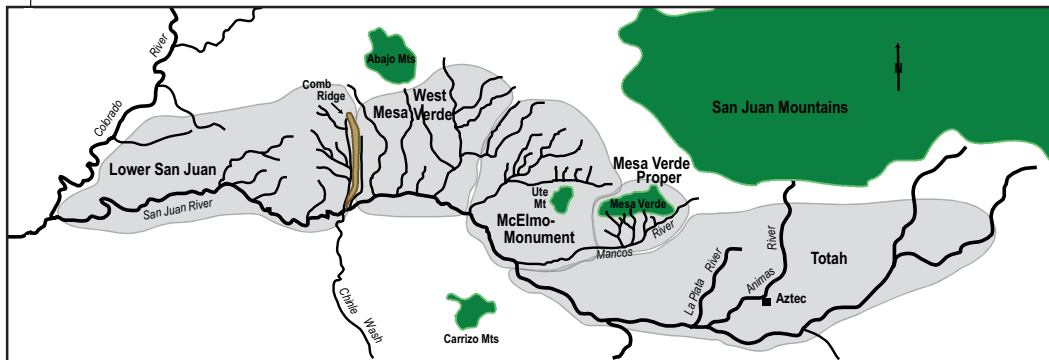 Colorado
River
Abajo Mts
Comb
Ridge
West
Mesa Verde
Lower San Juan
San Juan River
Chinle
Wash
Ute
Mt
McElmo-
Monument
Carrizo Mts
Mesa Verde
Proper
Mesa Verde
Mancos
River
San Juan Mountains
N
La Plata River
Animas
River
Aztec
Totah